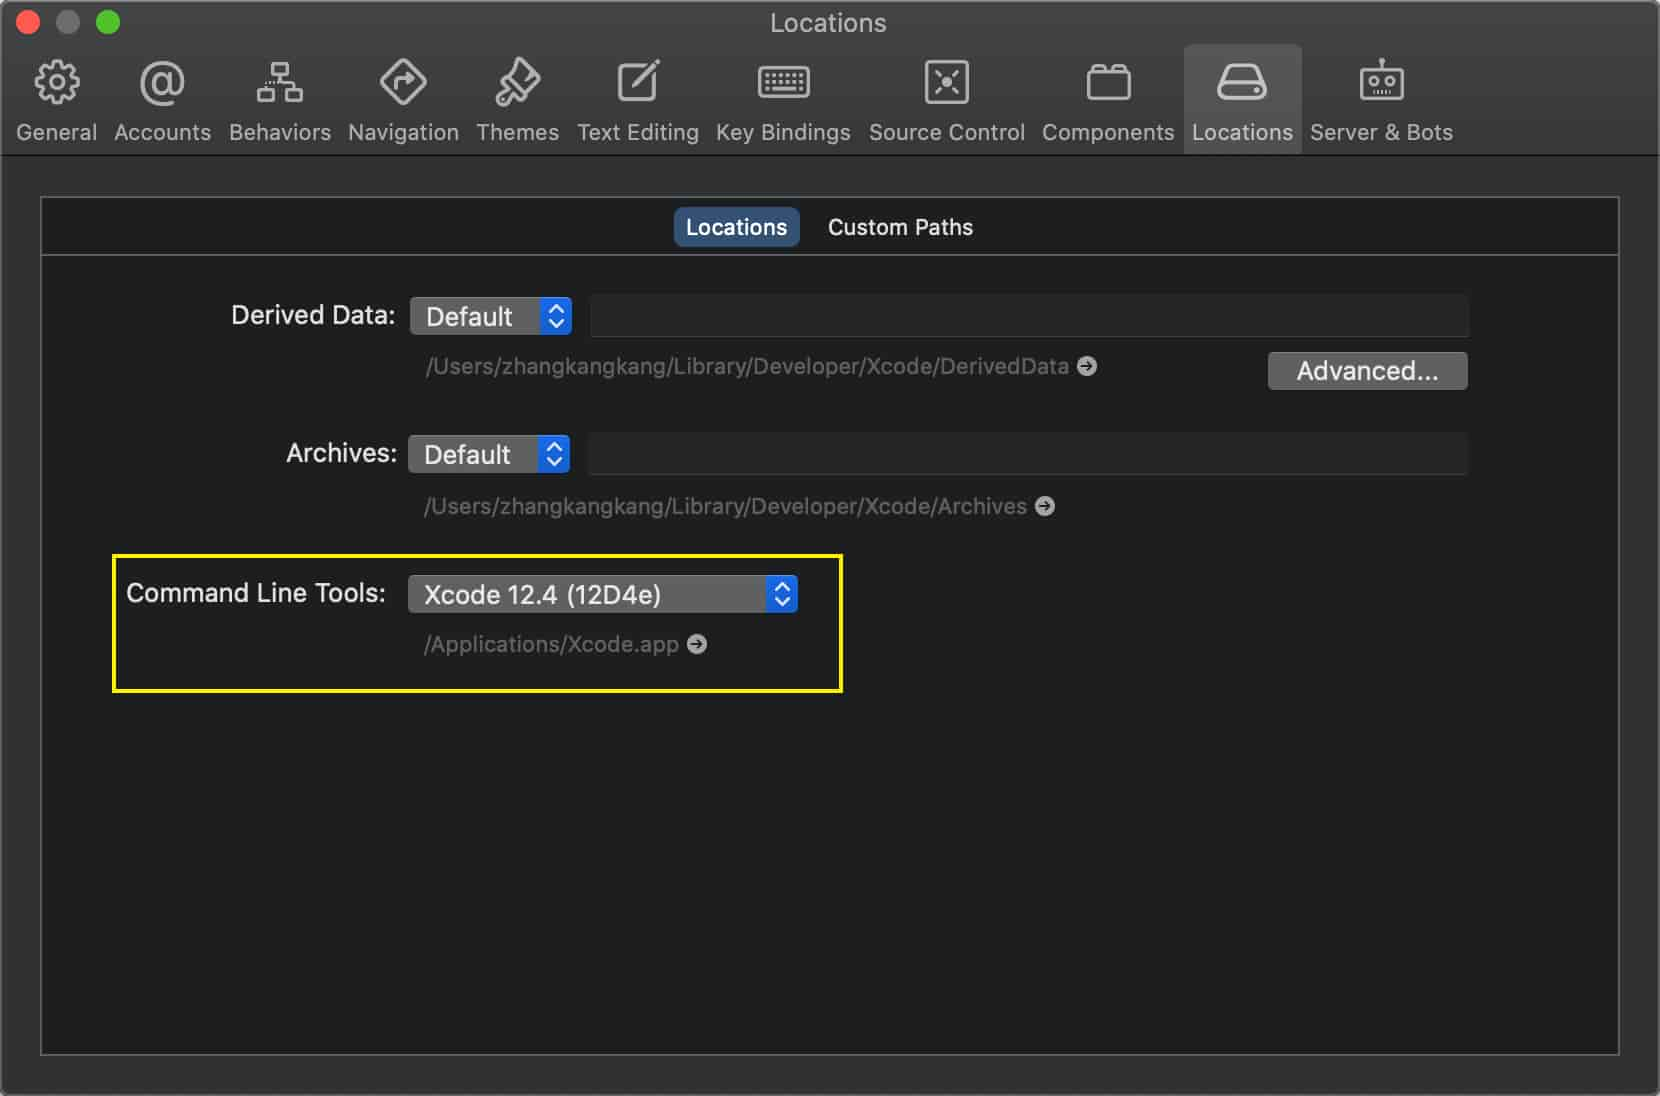 Locations
General Accounts Behaviors Navigation Themes Text Editing Key Bindings Source Control Components Locations Server & Bots
Locations Custom Paths
Derived Data: Default
/Users/zhangkangkang/Library/Developer/Xcode/DerivedData
Advanced...
Archives: Default
/Users/zhangkangkang/Library/Developer/Xcode/Archives
Command Line Tools: Xcode 12.4 (12D4e)
/Applications/Xcode.app